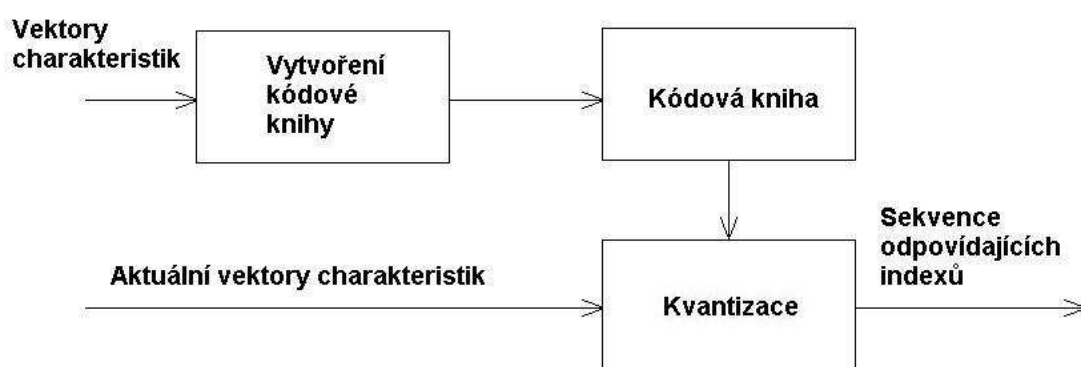 Vektory
charakteristik
Vytvoření
kódové
knihy
Kódová kniha
Aktuální vektory charakteristik
Kvantizace
Sekvence
odpovídajících
indexů